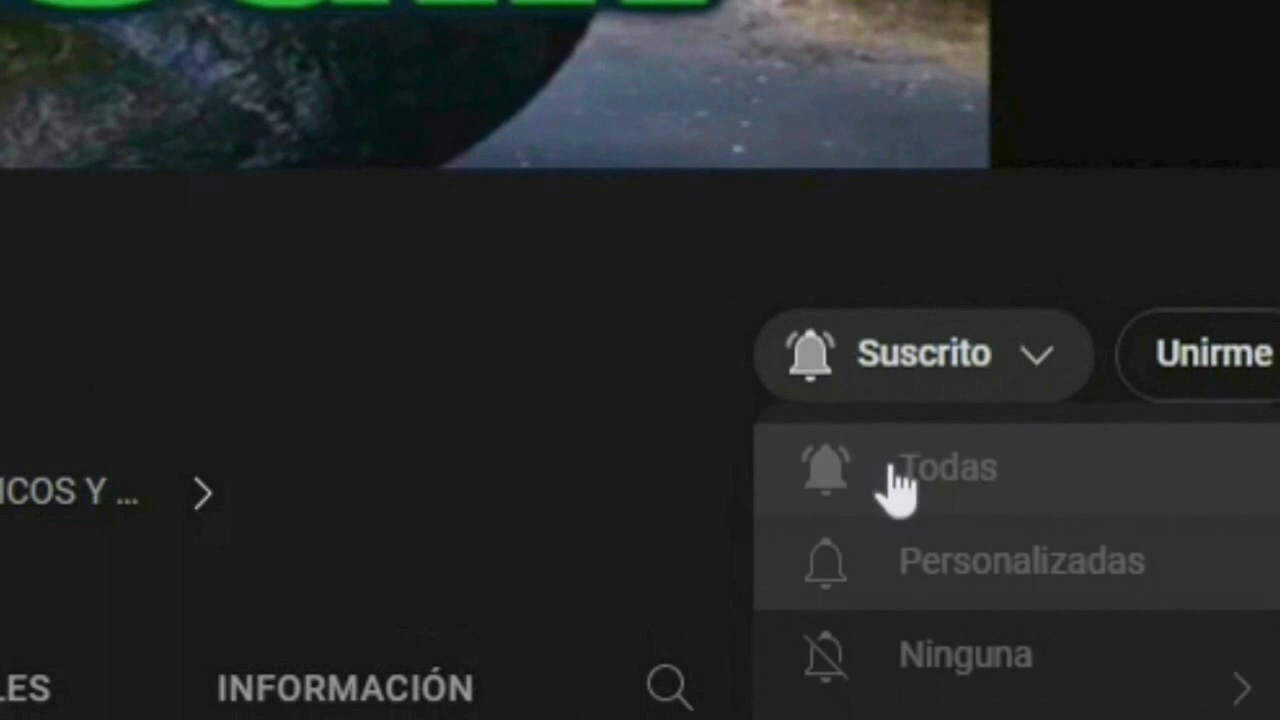 Suscrito
Unirme
Todas
ICOS Y ...
Personalizadas
Ninguna
LES
INFORMACIÓN